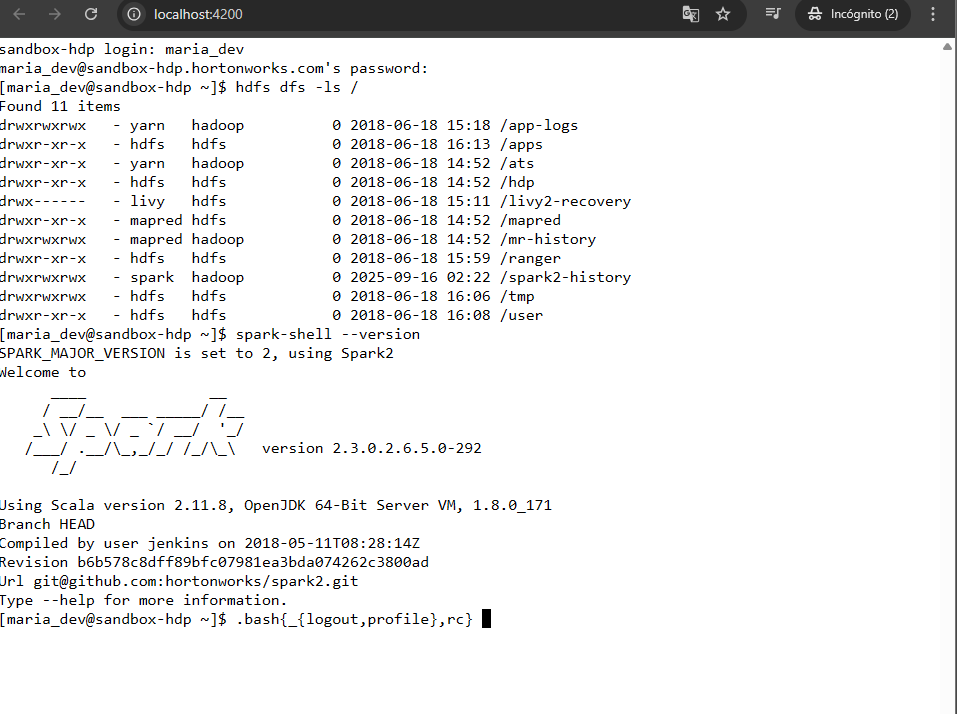 localhost:4200
Incógnito (2)
sandbox-hdp login: maria_dev
maria_dev@sandbox-hdp.hortonworks.com's password:
[maria_dev@sandbox-hdp ~]$ hdfs dfs -ls /
Found 11 items
drwxrwxrwx   - yarn   hadoop          0 2018-06-18 15:18 /app-logs
drwxr-xr-x   - hdfs   hdfs            0 2018-06-18 16:13 /apps
drwxr-xr-x   - yarn   hadoop          0 2018-06-18 14:52 /ats
drwxr-xr-x   - hdfs   hdfs            0 2018-06-18 14:52 /hdp
drwx------   - livy   hdfs            0 2018-06-18 15:11 /livy2-recovery
drwxr-xr-x   - mapred hdfs            0 2018-06-18 14:52 /mapred
drwxrwxrwx   - mapred hadoop          0 2018-06-18 14:52 /mr-history
drwxr-xr-x   - hdfs   hdfs            0 2018-06-18 15:59 /ranger
drwxrwxrwx   - spark  hadoop          0 2025-09-16 02:22 /spark2-history
drwxrwxrwx   - hdfs   hdfs            0 2018-06-18 16:06 /tmp
drwxr-xr-x   - hdfs   hdfs            0 2018-06-18 16:08 /user
[maria_dev@sandbox-hdp ~]$ spark-shell --version
SPARK_MAJOR_VERSION is set to 2, using Spark2
Welcome to
      ____              __
     / __/__  ___ _____/ /__
    _\ \/ _ \/ _ `/ __/  '_/
   /___/ .__/\_,_/_/ /_/\_\   version 2.3.0.2.6.5.0-292
      /_/
Using Scala version 2.11.8, OpenJDK 64-Bit Server VM, 1.8.0_171
Branch HEAD
Compiled by user jenkins on 2018-05-11T08:28:14Z
Revision b6b578c8dff89bfc07981ea3bda074262c3800ad
Url git@github.com:hortonworks/spark2.git
Type --help for more information.
[maria_dev@sandbox-hdp ~]$ .bash{_{logout,profile},rc}